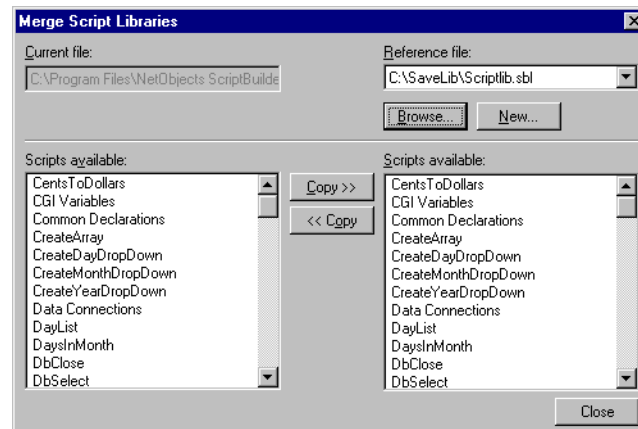 Merge Script Libraries
Current file:
C:\Program Files\NetObjects ScriptBuilde
Reference file:
C:\SaveLib\Scriptlib.sbl
Browse...
New...
Scripts available:
CentsToDollars
CGI Variables
Common Declarations
CreateArray
CreateDayDropDown
CreateMonthDropDown
CreateYearDropDown
Data Connections
DayList
DaysInMonth
DbClose
DbSelect
Copy >>
<< Copy
Scripts available:
CentsToDollars
CGI Variables
Common Declarations
CreateArray
CreateDayDropDown
CreateMonthDropDown
CreateYearDropDown
Data Connections
DayList
DaysInMonth
DbClose
DbSelect
Close